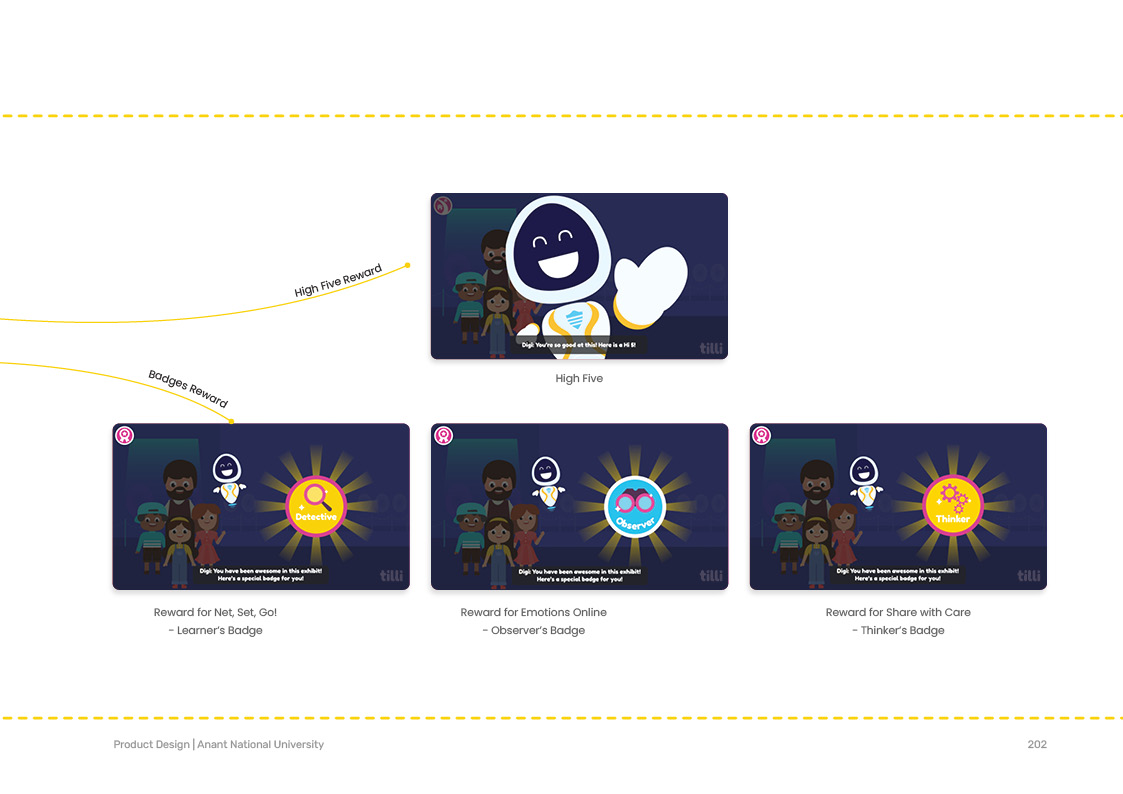 High Five Reward
Digi: You're so good at this! Here is a Hi 5!
tilli
High Five
Badges Reward
Detective
Digi: You have been awesome in this exhibit!
Here's a special badge for you!
tilli
Observer
Digi: You have been awesome in this exhibit!
Here's a special badge for you!
tilli
Thinker
Digi: You have been awesome in this exhibit!
Here's a special badge for you!
tilli
Reward for Net, Set, Go!
- Learner's Badge
Reward for Emotions Online
- Observer's Badge
Reward for Share with Care
- Thinker's Badge
Product Design | Anant National University
202